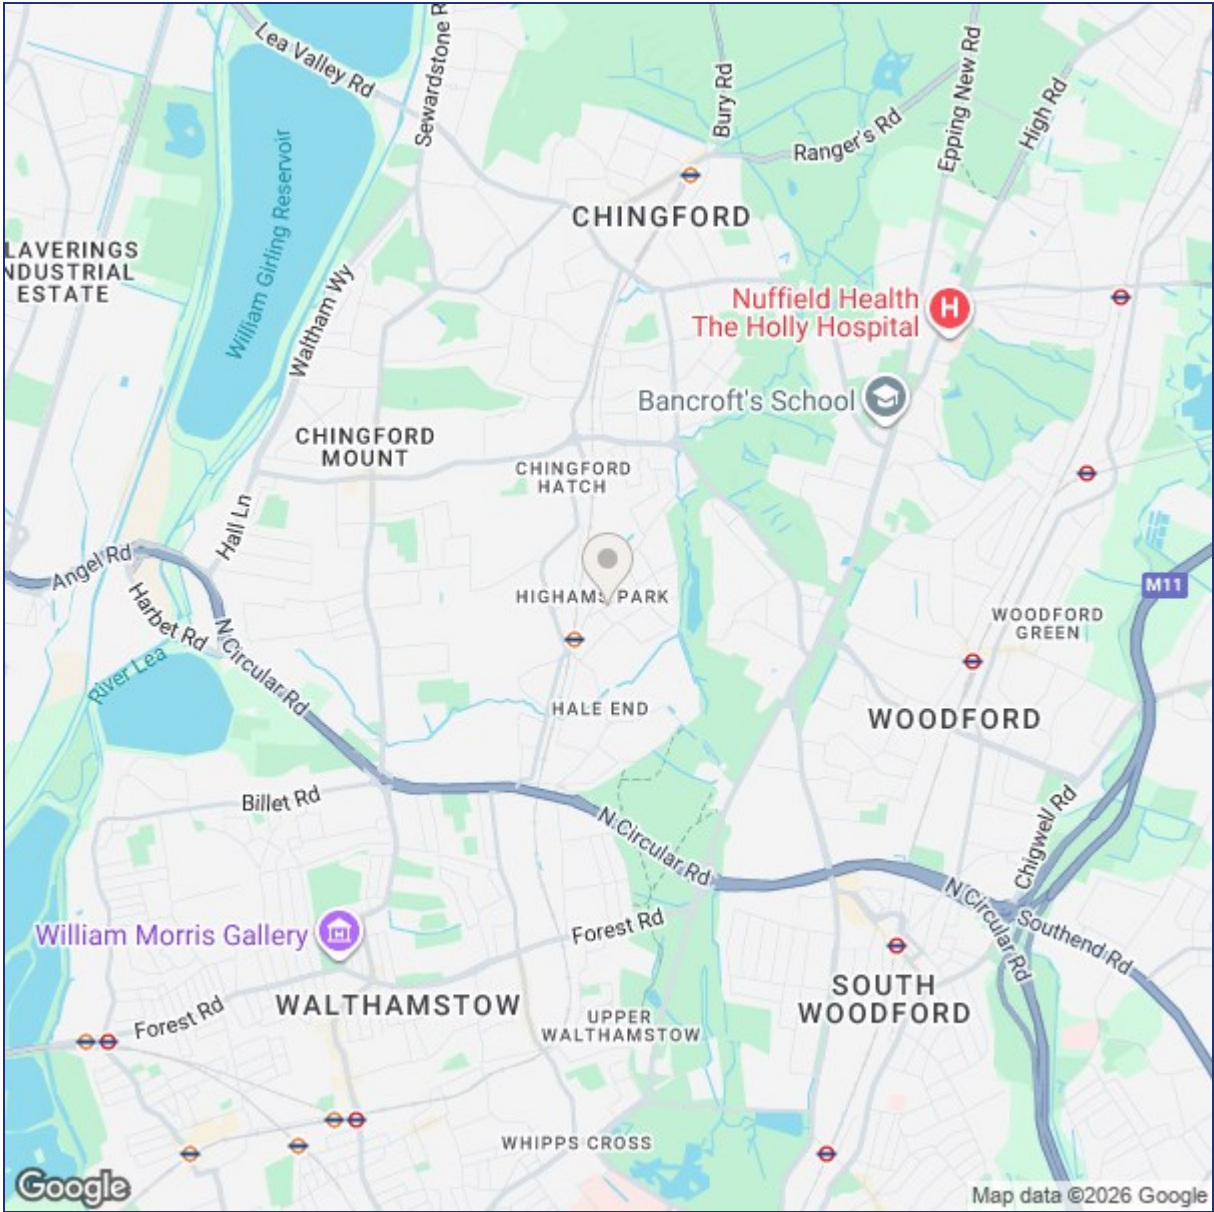 Lea Valley Rd
Sewardstone R
Bury Rd
Ranger's Rd
Epping New Rd
High Rd
William Girling Reservoir
CHINGFORD
LAVERINGS
NDUSTRIAL
ESTATE
Waltham Wy
Nuffield Health
The Holly Hospital
H
Bancroft's School
CHINGFORD
MOUNT
CHINGFORD
HATCH
Hall Ln
Angel Rd
Harbet Rd
HIGHAMS PARK
M11
WOODFORD
GREEN
River Lea
N Circular Rd
HALE END
WOODFORD
Billet Rd
N Circular Rd
Chigwell Rd
N Circular Rd
Southend Rd
William Morris Gallery
Forest Rd
WALTHAMSTOW
SOUTH
WOODFORD
Forest Rd
UPPER
WALTHAMSTOW
WHIPPS CROSS
Google
Map data ©2026 Google